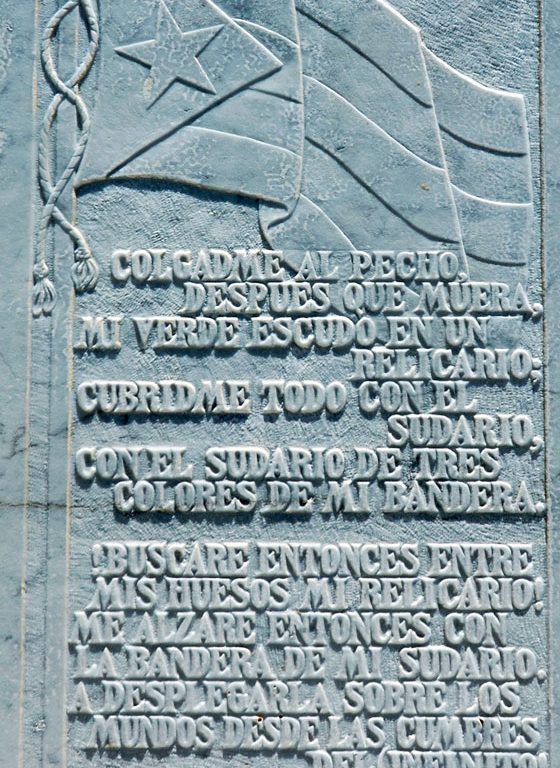 COLGADME AL PECHO,
DESPUES QUE MUERA,
MI VERDE ESCUDO EN UN
RELICARIO;
CUBRIDME TODO CON EL
SUDARIO,
CON EL SUDARIO DE TRES
COLORES DE MI BANDERA.
!BUSCARE ENTONCES ENTRE
MIS HUESOS MI RELICARIO!
ME ALZARE ENTONCES CON
LA BANDERA DE MI SUDARIO.
A DESPLEGARLA SOBRE LOS
MUNDOS DESDE LAS CUMBRES
DEL INFINITO!